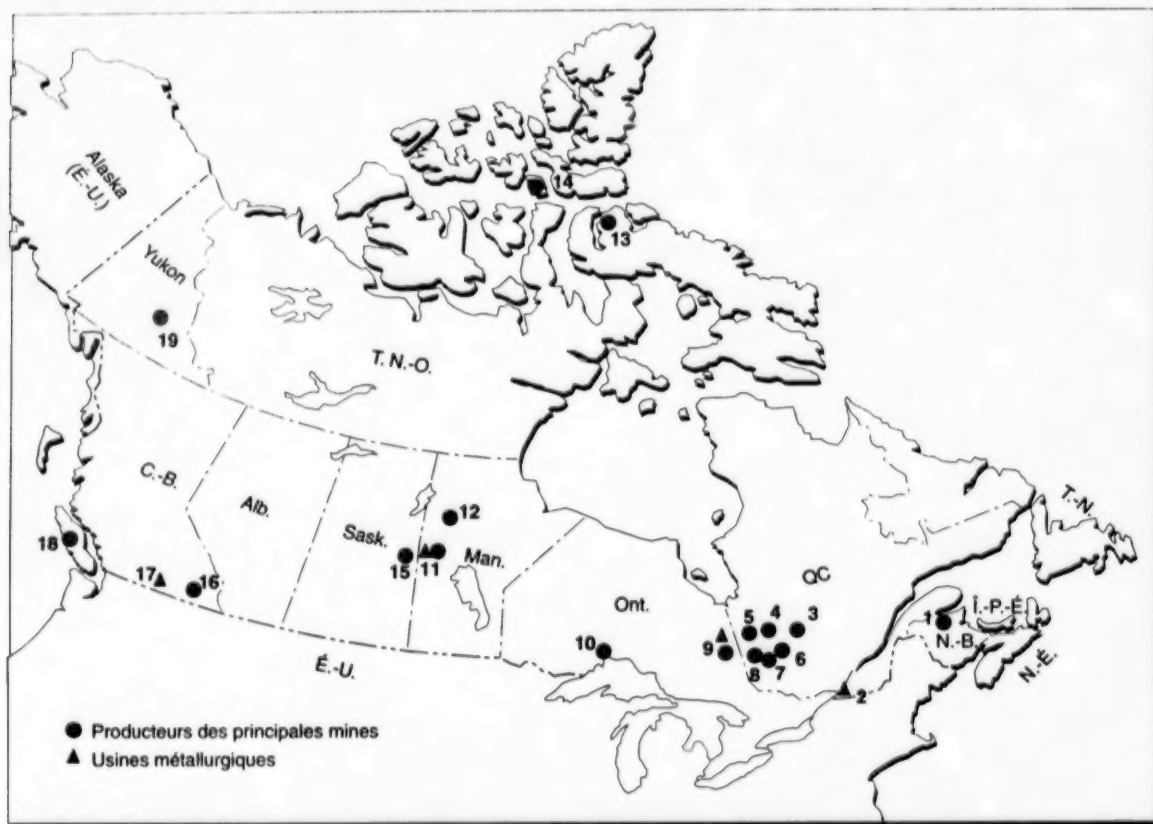 14
13
Alaska
(É.-U.)
Yukon
19
T. N.-O.
C.-B.
Alb.
Sask.
Man.
12
15
11
18
17
16
É.-U.
Ont.
10
9
QC
5
4
3
8
7
6
2
T.-N.
1
Î.-P.-É.
N.-B.
N.-É.
Producteurs des principales mines
Usines métallurgiques